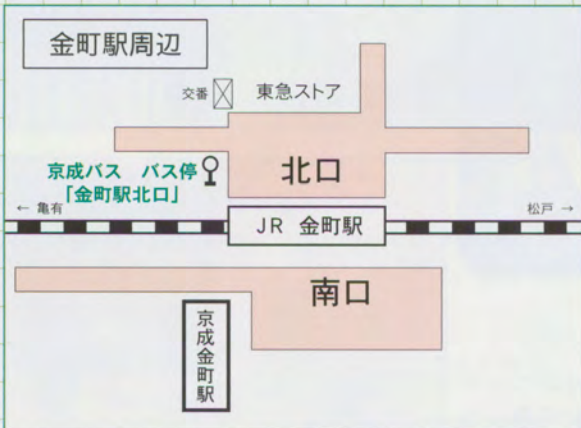 金町駅周辺
交番
東急ストア
京成バス バス停
「金町駅北口」
北口
← 亀有
松戸 →
JR 金町駅
南口
京成金町駅